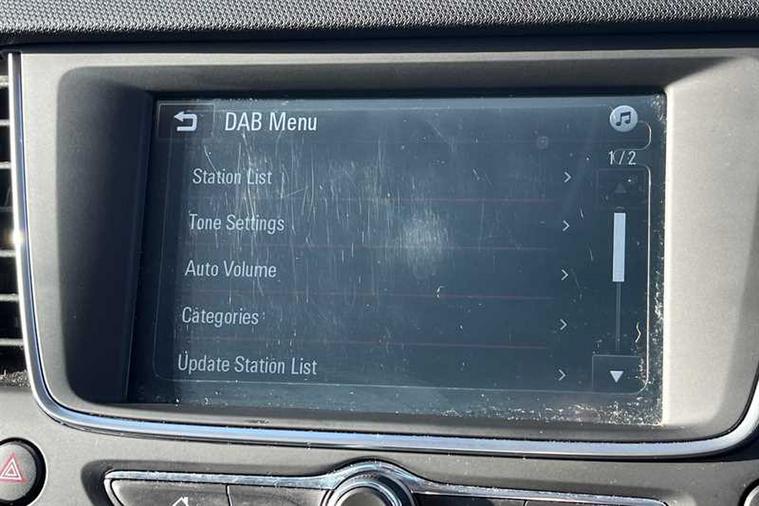 DAB Menu
1/2
Station List
Tone Settings
Auto Volume
Categories
Update Station List